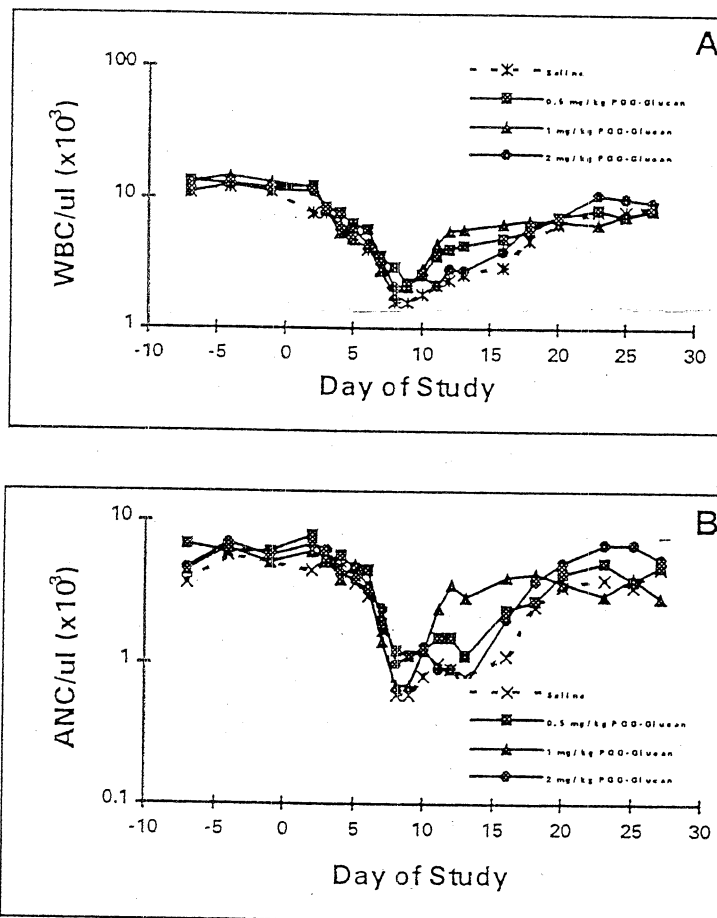 A
100
10
1
WBC/ul (x10³)
Saline
0.5 mg/kg PGG-Glucan
1 mg/kg PGG-Glucan
2 mg/kg PGG-Glucan
-10 -5 0 5 10 15 20 25 30
Day of Study
B
10
1
0.1
ANC/ul (x10³)
Saline
0.5 mg/kg PGG-Glucan
1 mg/kg PGG-Glucan
2 mg/kg PGG-Glucan
-10 -5 0 5 10 15 20 25 30
Day of Study